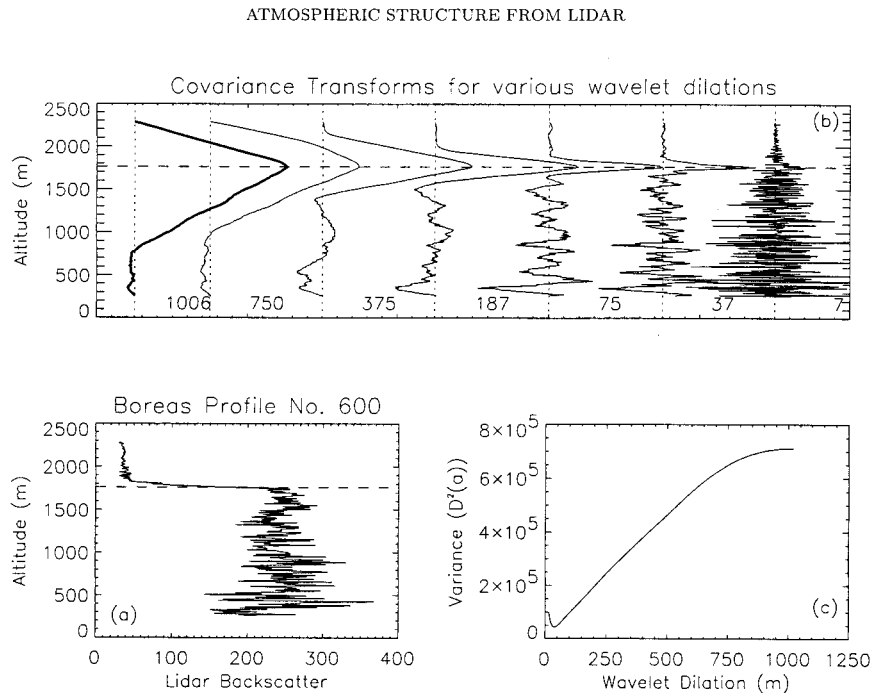 ATMOSPHERIC STRUCTURE FROM LIDAR
Covariance Transforms for various wavelet dilations
2500
2000
1500
1000
500
0
Altitude (m)
(b)
1006 750 375 187 75 37 7
Boreas Profile No. 600
2500
2000
1500
1000
500
0
Altitude (m)
(a)
0 100 200 300 400
Lidar Backscatter
8×10⁵
6×10⁵
4×10⁵
2×10⁵
0
Variance (D²(a))
(c)
0 250 500 750 1000 1250
Wavelet Dilation (m)